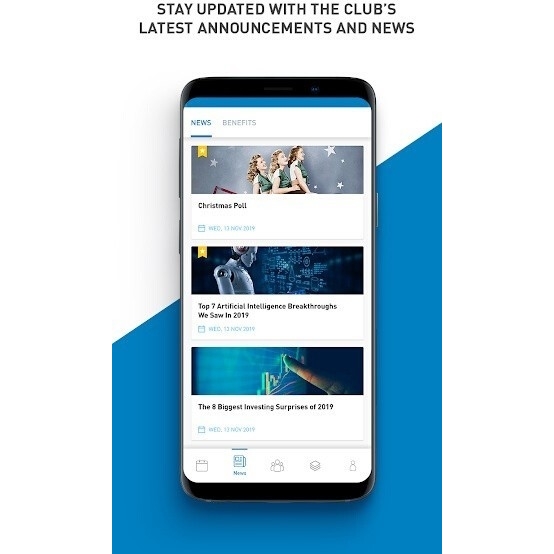 STAY UPDATED WITH THE CLUB'S
LATEST ANNOUNCEMENTS AND NEWS
NEWS
BENEFITS
Christmas Poll
WED, 13 NOV 2019
Top 7 Artificial Intelligence Breakthroughs
We Saw In 2019
WED, 13 NOV 2019
The 8 Biggest Investing Surprises of 2019
WED, 13 NOV 2019
News